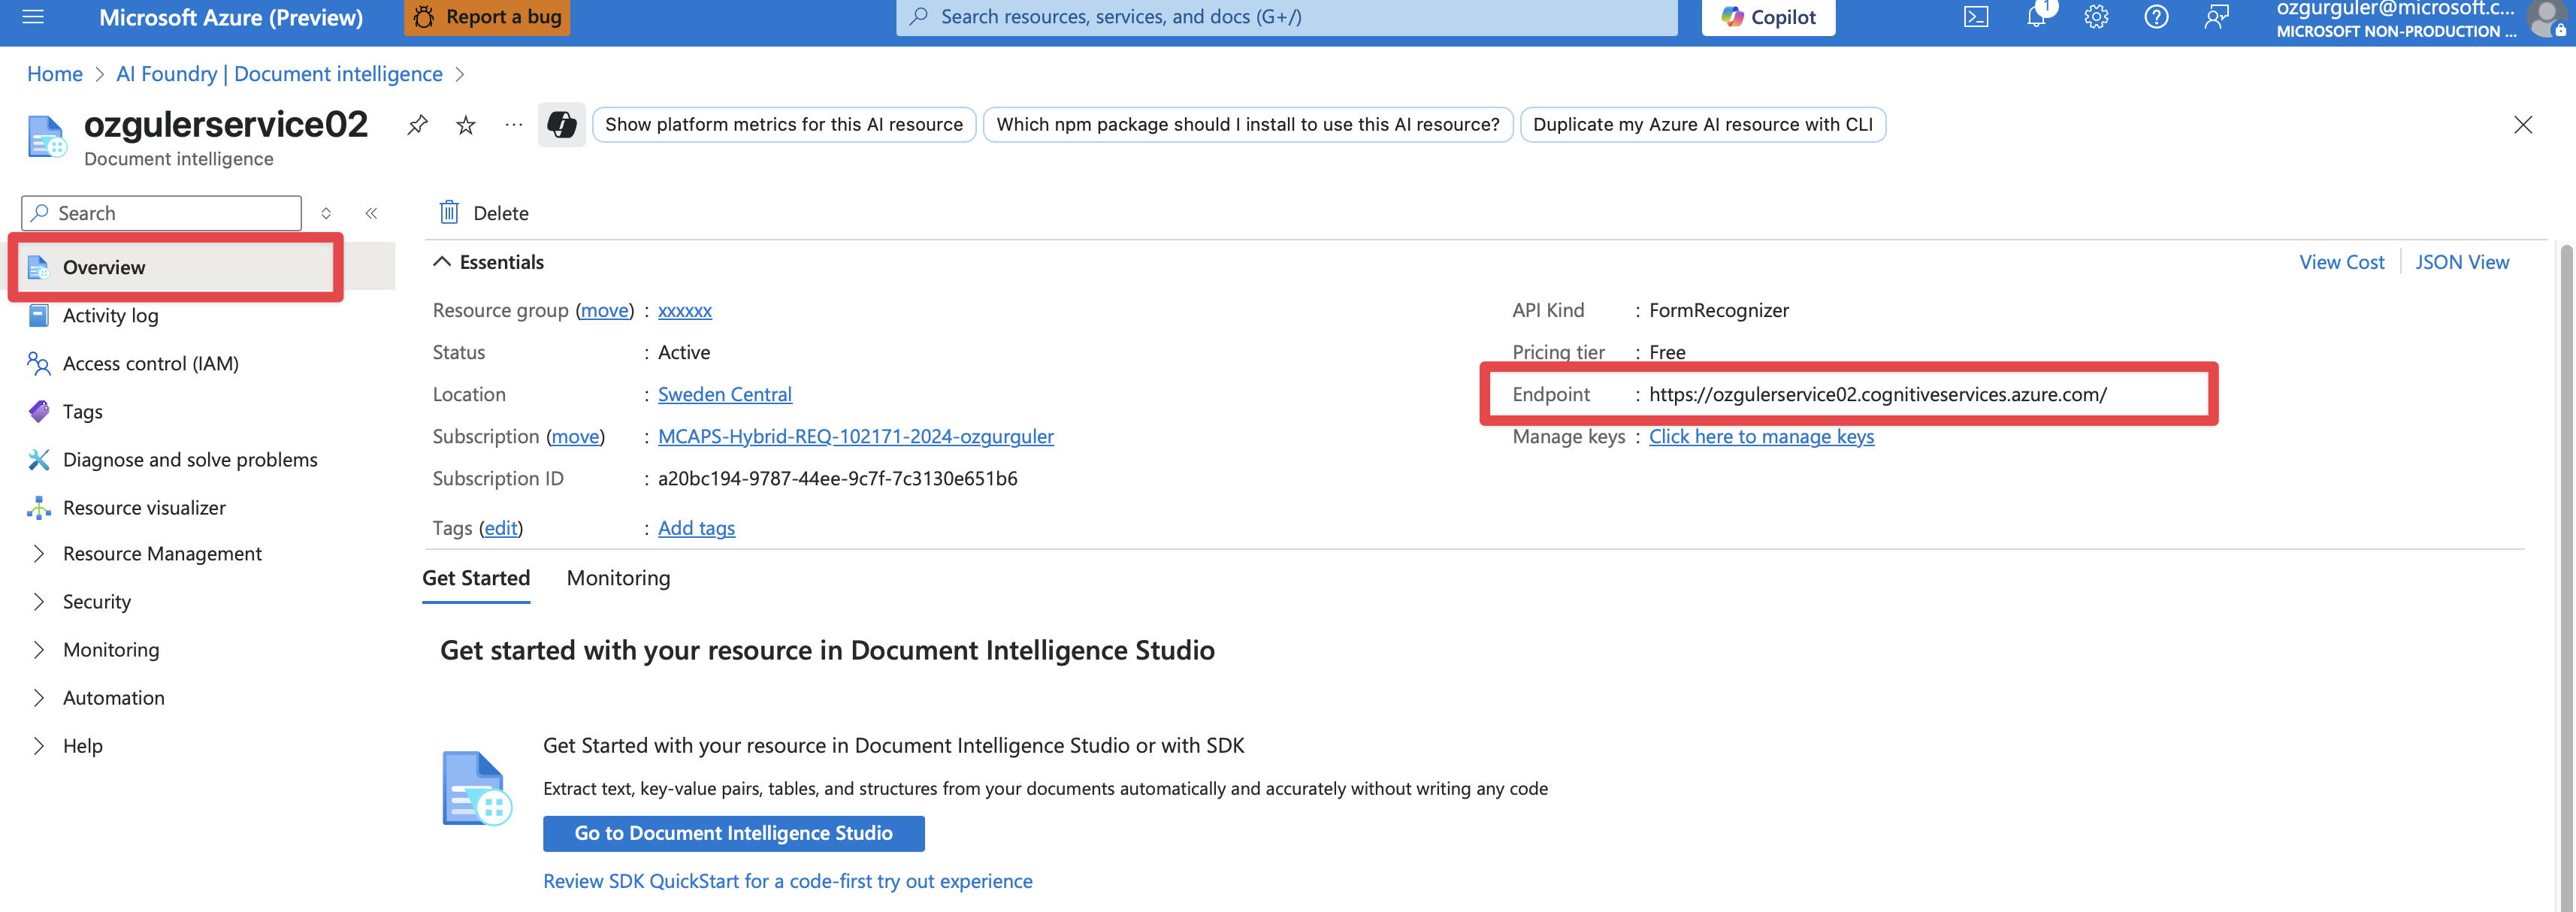 Microsoft Azure (Preview)
Report a bug
Search resources, services, and docs (G+/)
Copilot
1
ozgurguler@microsoft.c...
MICROSOFT NON-PRODUCTION ...
Home > AI Foundry | Document intelligence >
ozgulerservice02
Document intelligence
Show platform metrics for this AI resource
Which npm package should I install to use this AI resource?
Duplicate my Azure AI resource with CLI
Search
Overview
Activity log
Access control (IAM)
Tags
Diagnose and solve problems
Resource visualizer
Resource Management
Security
Monitoring
Automation
Help
Delete
Essentials
View Cost
JSON View
Resource group (move) : xxxxxx
Status : Active
Location : Sweden Central
Subscription (move) : MCAPS-Hybrid-REQ-102171-2024-ozgurguler
Subscription ID : a20bc194-9787-44ee-9c7f-7c3130e651b6
Tags (edit) : Add tags
API Kind : FormRecognizer
Pricing tier : Free
Endpoint : https://ozgulerservice02.cognitiveservices.azure.com/
Manage keys : Click here to manage keys
Get Started
Monitoring
Get started with your resource in Document Intelligence Studio
Get Started with your resource in Document Intelligence Studio or with SDK
Extract text, key-value pairs, tables, and structures from your documents automatically and accurately without writing any code
Go to Document Intelligence Studio
Review SDK QuickStart for a code-first try out experience